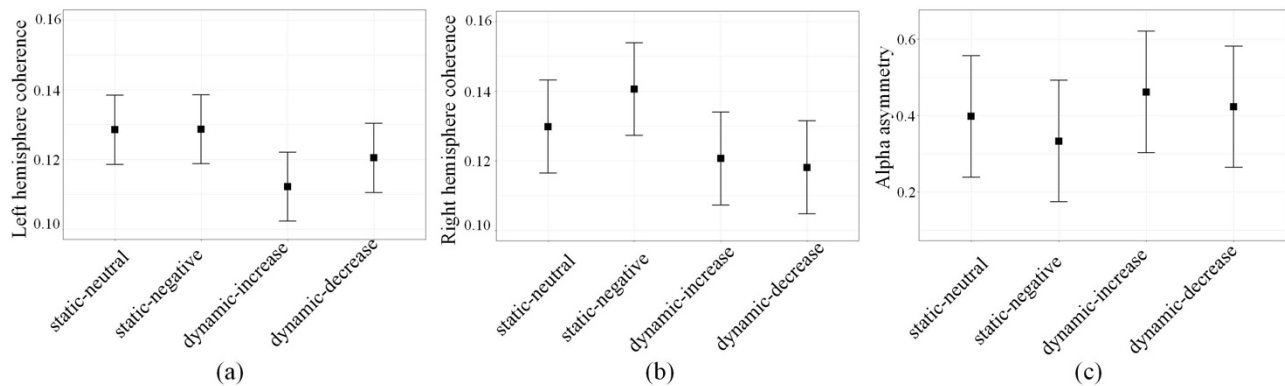 Left hemisphere coherence
0.16
0.14
0.12
0.10
static-neutral
static-negative
dynamic-increase
dynamic-decrease
(a)
Right hemisphere coherence
0.16
0.14
0.12
0.10
static-neutral
static-negative
dynamic-increase
dynamic-decrease
(b)
Alpha asymmetry
0.6
0.4
0.2
static-neutral
static-negative
dynamic-increase
dynamic-decrease
(c)